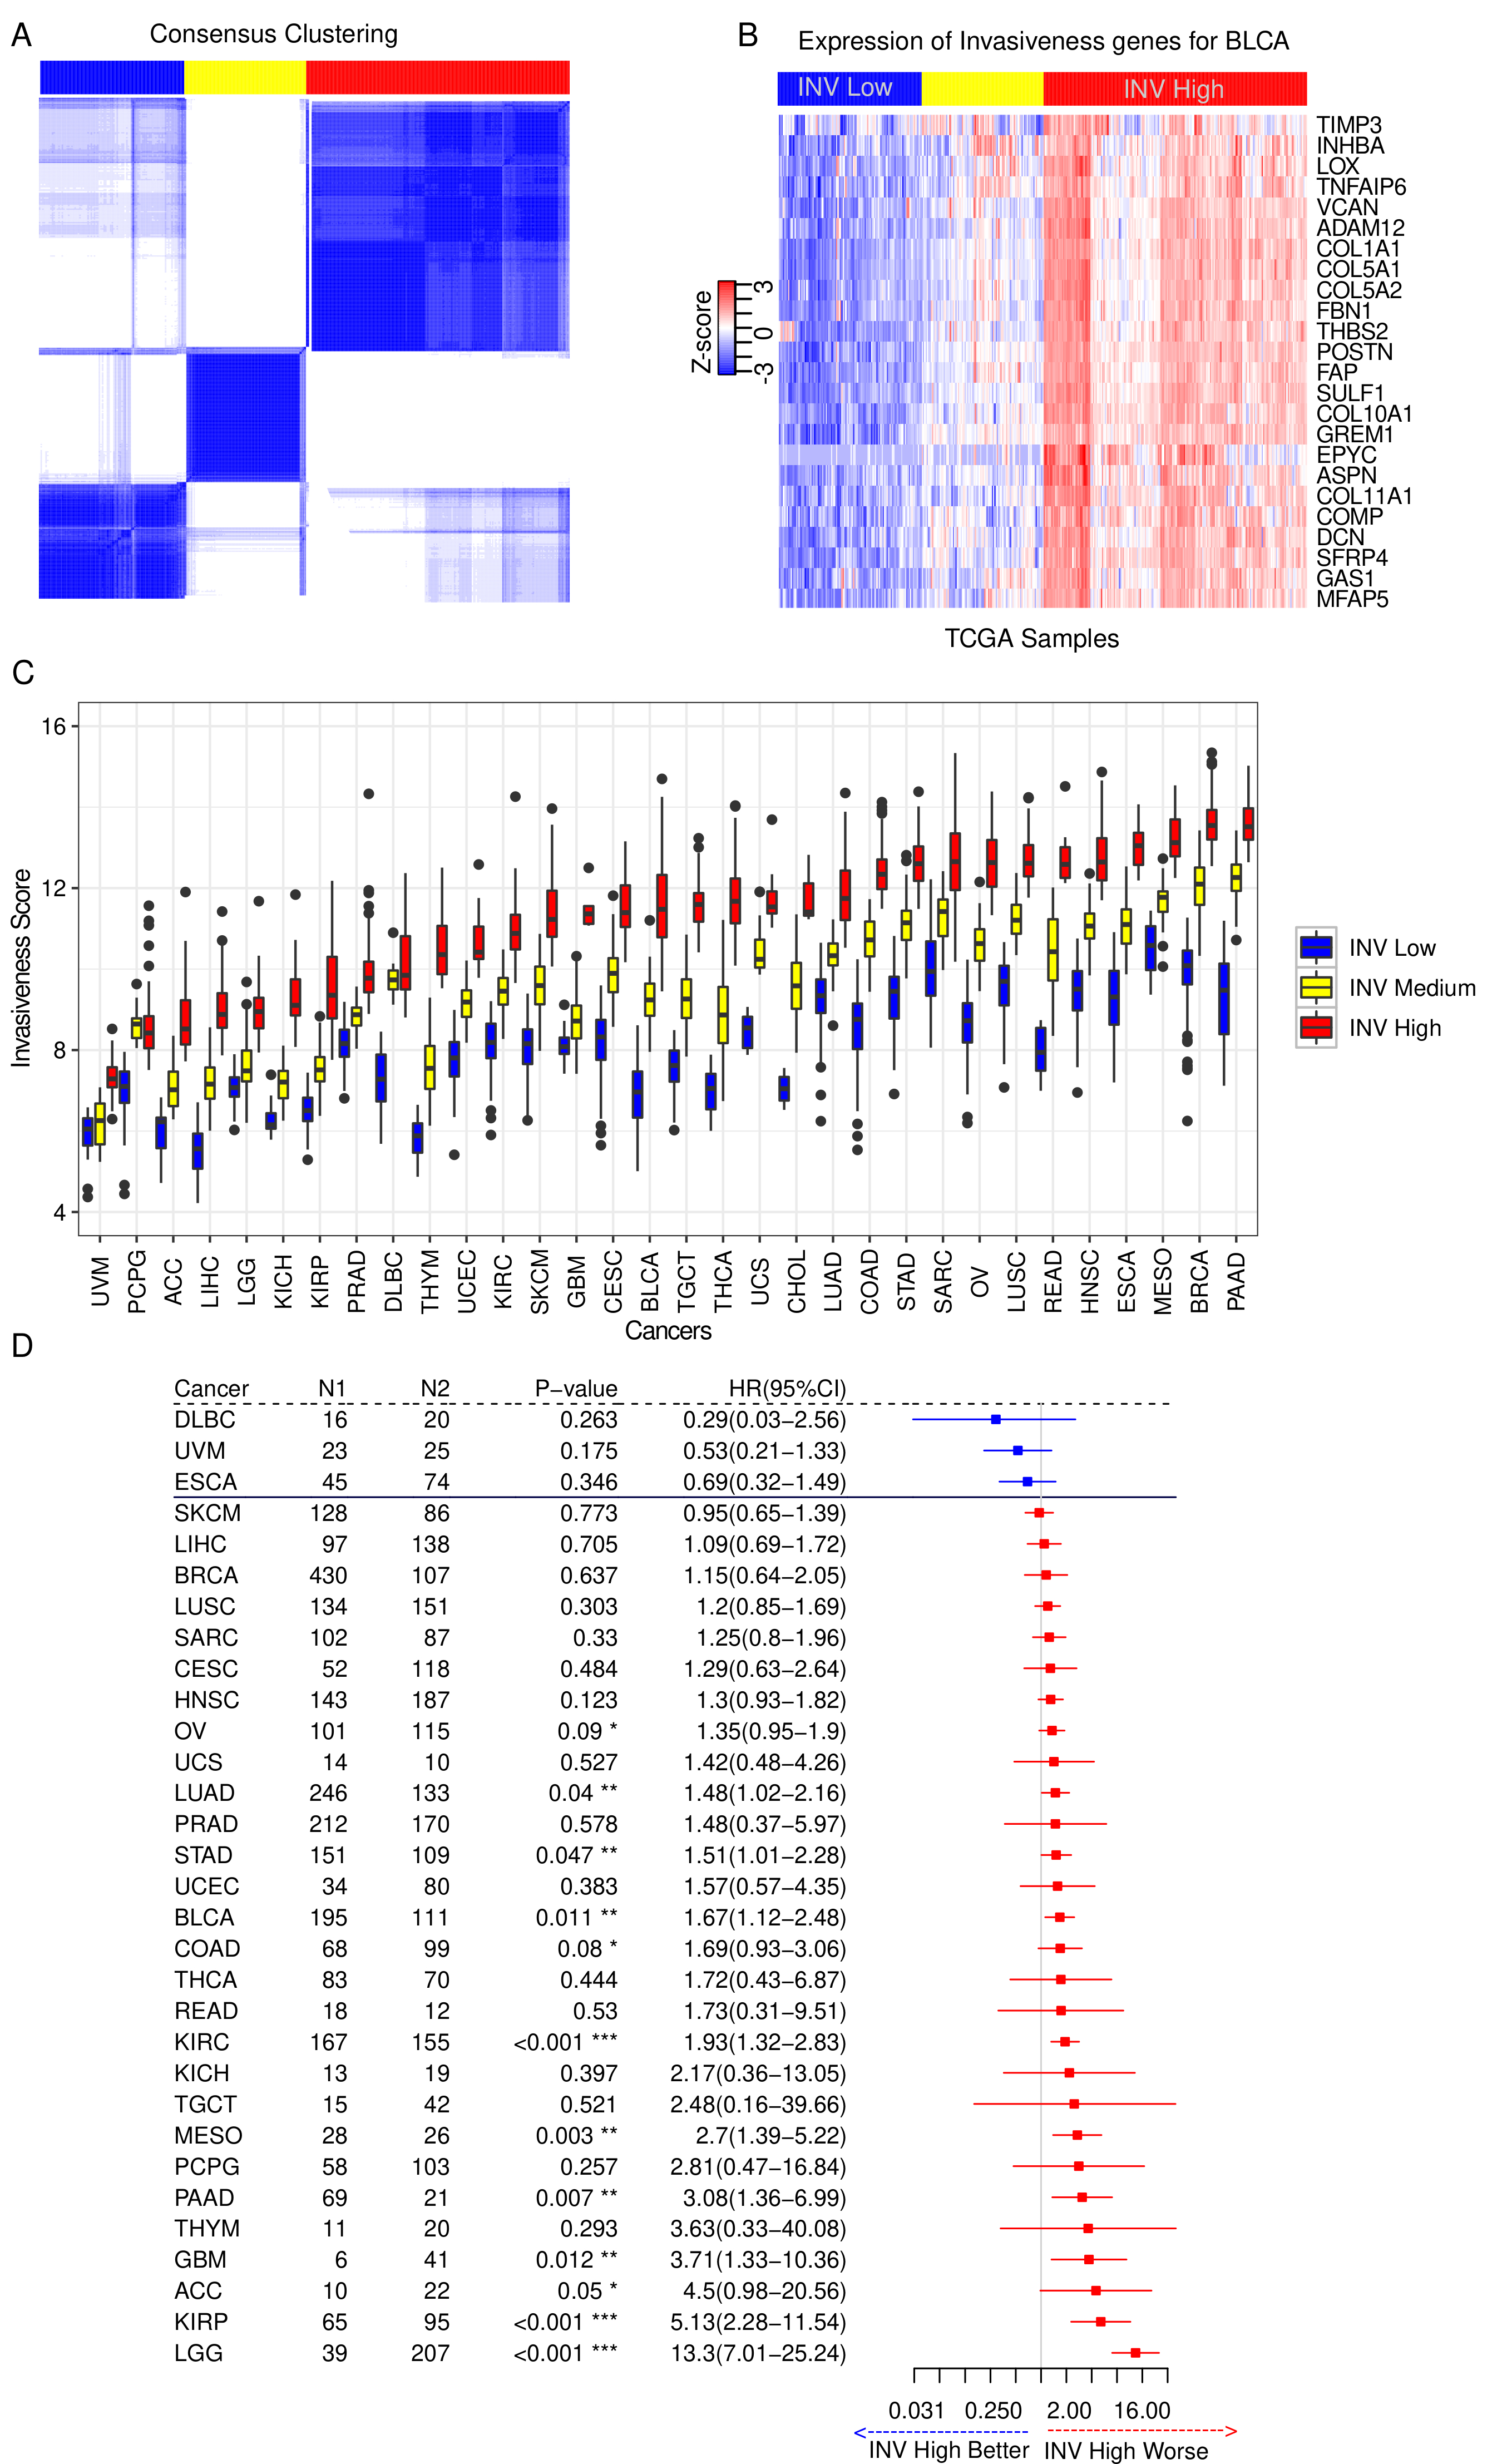 A
Consensus Clustering
B
Expression of Invasiveness genes for BLCA
INV Low
INV High
TIMP3
INHBA
LOX
TNFAIP6
VCAN
ADAM12
COL1A1
COL5A1
COL5A2
FBN1
THBS2
POSTN
FAP
SULF1
COL10A1
GREM1
EPYC
ASPN
COL11A1
COMP
DCN
SFRP4
GAS1
MFAP5
Z-score
3
0
-3
TCGA Samples
C
Invasiveness Score
16
12
8
4
UVM
PCPG
ACC
LIHC
LGG
KICH
KIRP
PRAD
DLBC
THYM
UCEC
KIRC
SKCM
GBM
CESC
BLCA
TGCT
THCA
UCS
CHOL
LUAD
COAD
STAD
SARC
OV
LUSC
READ
HNSC
ESCA
MESO
BRCA
PAAD
Cancers
INV Low
INV Medium
INV High
D
Cancer N1 N2 P−value HR(95%CI)
DLBC 16 20 0.263 0.29(0.03−2.56)
UVM 23 25 0.175 0.53(0.21−1.33)
ESCA 45 74 0.346 0.69(0.32−1.49)
SKCM 128 86 0.773 0.95(0.65−1.39)
LIHC 97 138 0.705 1.09(0.69−1.72)
BRCA 430 107 0.637 1.15(0.64−2.05)
LUSC 134 151 0.303 1.2(0.85−1.69)
SARC 102 87 0.33 1.25(0.8−1.96)
CESC 52 118 0.484 1.29(0.63−2.64)
HNSC 143 187 0.123 1.3(0.93−1.82)
OV 101 115 0.09 * 1.35(0.95−1.9)
UCS 14 10 0.527 1.42(0.48−4.26)
LUAD 246 133 0.04 ** 1.48(1.02−2.16)
PRAD 212 170 0.578 1.48(0.37−5.97)
STAD 151 109 0.047 ** 1.51(1.01−2.28)
UCEC 34 80 0.383 1.57(0.57−4.35)
BLCA 195 111 0.011 ** 1.67(1.12−2.48)
COAD 68 99 0.08 * 1.69(0.93−3.06)
THCA 83 70 0.444 1.72(0.43−6.87)
READ 18 12 0.53 1.73(0.31−9.51)
KIRC 167 155 <0.001 *** 1.93(1.32−2.83)
KICH 13 19 0.397 2.17(0.36−13.05)
TGCT 15 42 0.521 2.48(0.16−39.66)
MESO 28 26 0.003 ** 2.7(1.39−5.22)
PCPG 58 103 0.257 2.81(0.47−16.84)
PAAD 69 21 0.007 ** 3.08(1.36−6.99)
THYM 11 20 0.293 3.63(0.33−40.08)
GBM 6 41 0.012 ** 3.71(1.33−10.36)
ACC 10 22 0.05 * 4.5(0.98−20.56)
KIRP 65 95 <0.001 *** 5.13(2.28−11.54)
LGG 39 207 <0.001 *** 13.3(7.01−25.24)
0.031 0.250 2.00 16.00
INV High Better INV High Worse